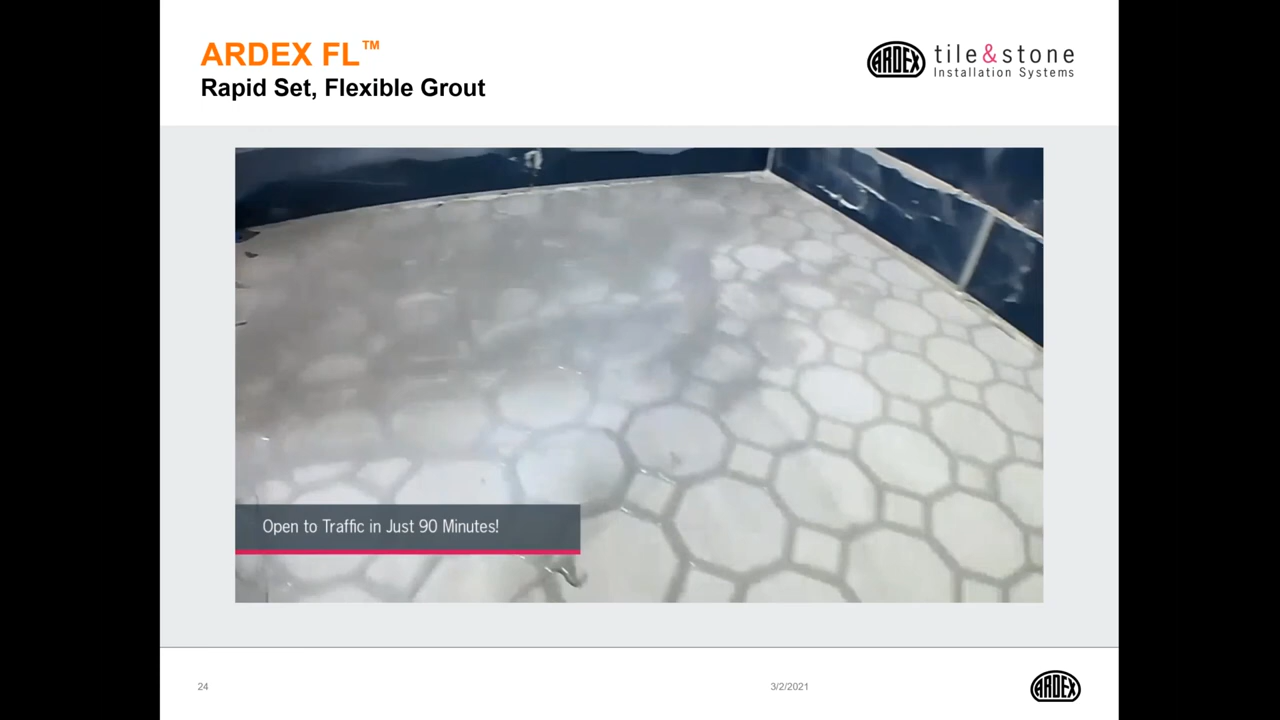 ARDEX FL™
Rapid Set, Flexible Grout
ARDEX
tile&stone
Installation Systems
Open to Traffic in Just 90 Minutes!
24
3/2/2021
ARDEX